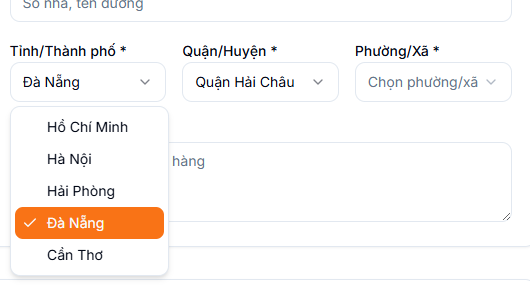 Số nhà, tên đường
Tỉnh/Thành phố * Quận/Huyện * Phường/Xã *
Đà Nẵng Quận Hải Châu Chọn phường/xã
Hồ Chí Minh
Hà Nội
hàng
Hải Phòng
Đà Nẵng
Cần Thơ